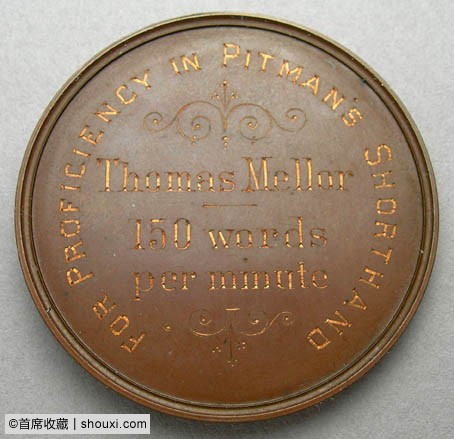 FOR PROFICIENCY IN PITMAN'S SHORTHAND
Thomas Mellor
150 words
per minute
©首席收藏 | shouxi.com